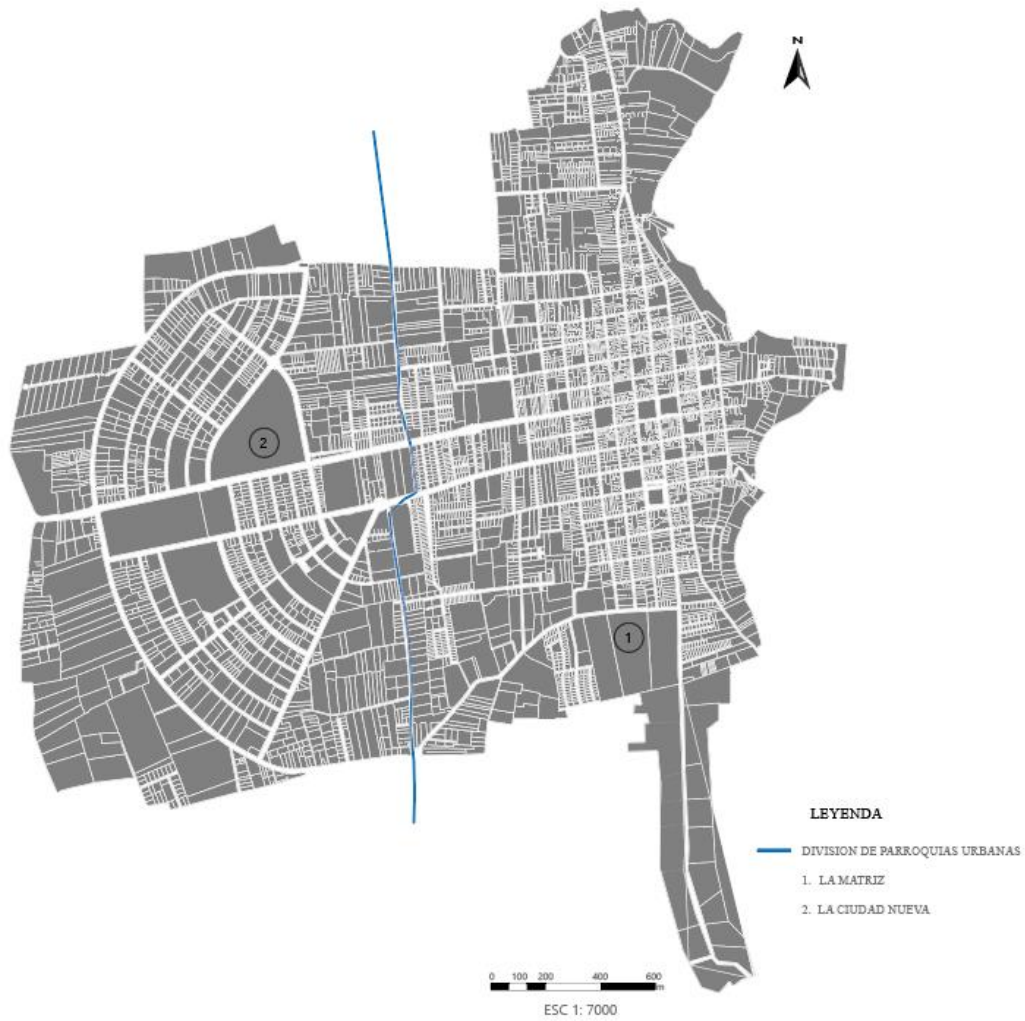 N
2
1
LEYENDA
DIVISION DE PARROQUIAS URBANAS
1. LA MATRIZ
2. LA CIUDAD NUEVA
0 100 200 400 600
m
ESC 1: 7000